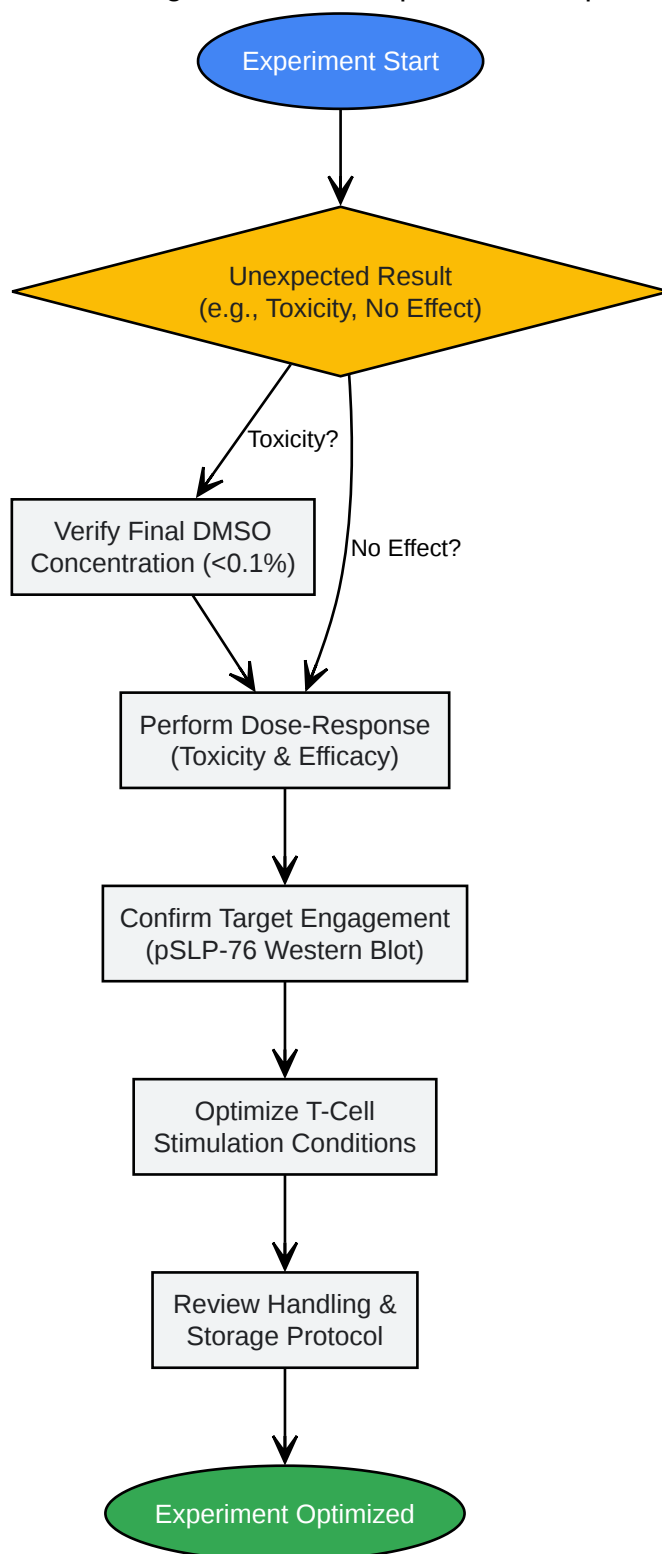 Experiment Start
Unexpected Result
(e.g., Toxicity, No Effect)
Toxicity?
Verify Final DMSO
Concentration (<0.1%)
No Effect?
Perform Dose-Response
(Toxicity & Efficacy)
Confirm Target Engagement
(pSLP-76 Western Blot)
Optimize T-Cell
Stimulation Conditions
Review Handling &
Storage Protocol
Experiment Optimized